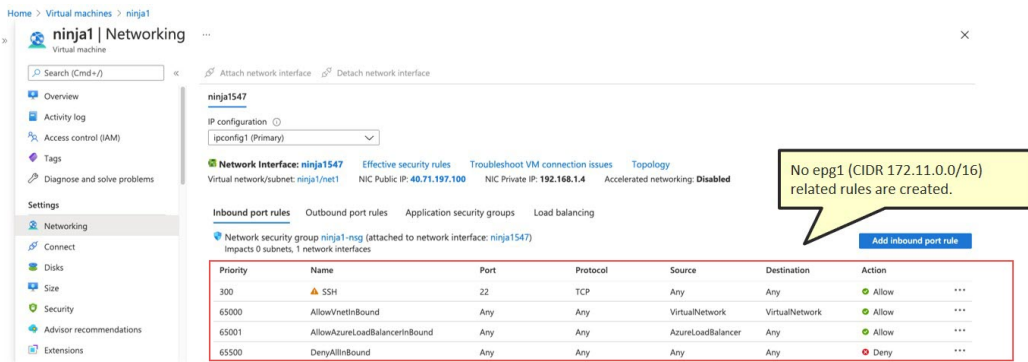 Home > Virtual machines > ninja1
» ninja1 | Networking ... ×
Virtual machine
Search (Cmd+/) «
Attach network interface Detach network interface
Overview
Activity log
Access control (IAM)
Tags
Diagnose and solve problems
Settings
Networking
Connect
Disks
Size
Security
Advisor recommendations
Extensions
ninja1547
IP configuration
ipconfig1 (Primary)
Network Interface: ninja1547 Effective security rules Troubleshoot VM connection issues Topology
Virtual network/subnet: ninja1/net1 NIC Public IP: 40.71.197.100 NIC Private IP: 192.168.1.4 Accelerated networking: Disabled
No epg1 (CIDR 172.11.0.0/16)
related rules are created.
Inbound port rules Outbound port rules Application security groups Load balancing
Network security group ninja1-nsg (attached to network interface: ninja1547)
Impacts 0 subnets, 1 network interfaces
Add inbound port rule
Priority Name Port Protocol Source Destination Action
300 SSH 22 TCP Any Any Allow ...
65000 AllowVnetInBound Any Any VirtualNetwork VirtualNetwork Allow ...
65001 AllowAzureLoadBalancerInBound Any Any AzureLoadBalancer Any Allow ...
65500 DenyAllInBound Any Any Any Any Deny ...